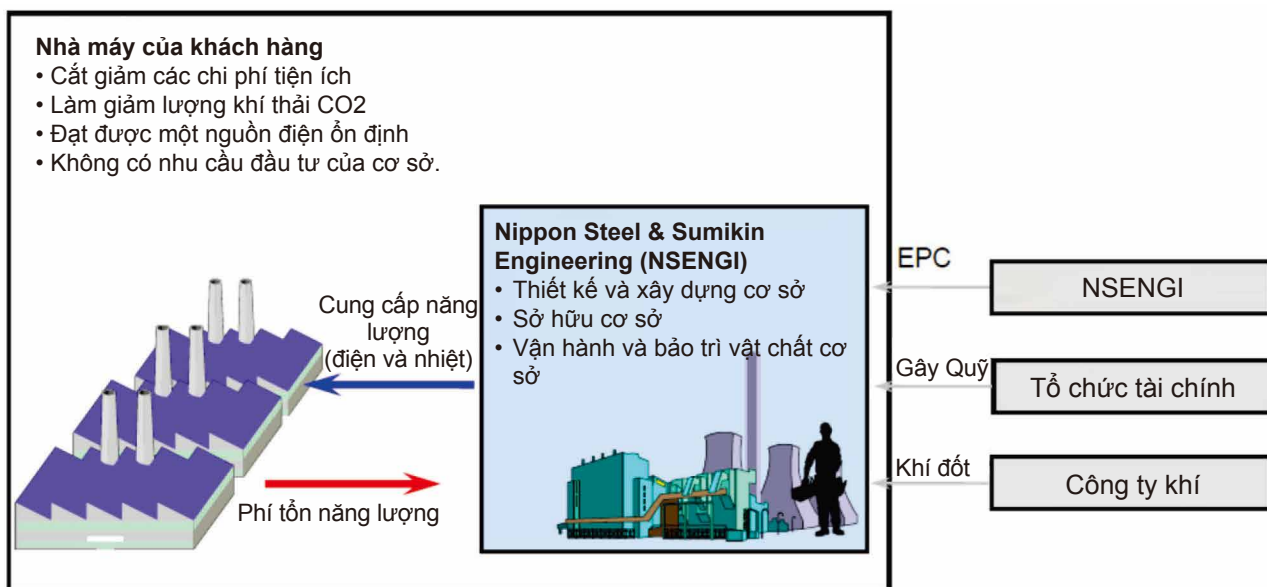 Nhà máy của khách hàng
• Cắt giảm các chi phí tiện ích
• Làm giảm lượng khí thải CO2
• Đạt được một nguồn điện ổn định
• Không có nhu cầu đầu tư của cơ sở.
Nippon Steel & Sumikin
Engineering (NSENGI)
• Thiết kế và xây dựng cơ sở
• Sở hữu cơ sở
• Vận hành và bảo trì vật chất cơ
sở
Cung cấp năng
lượng
(điện và nhiệt)
Phí tổn năng lượng
EPC
NSENGI
Gây Quỹ
Tổ chức tài chính
Khí đốt
Công ty khí